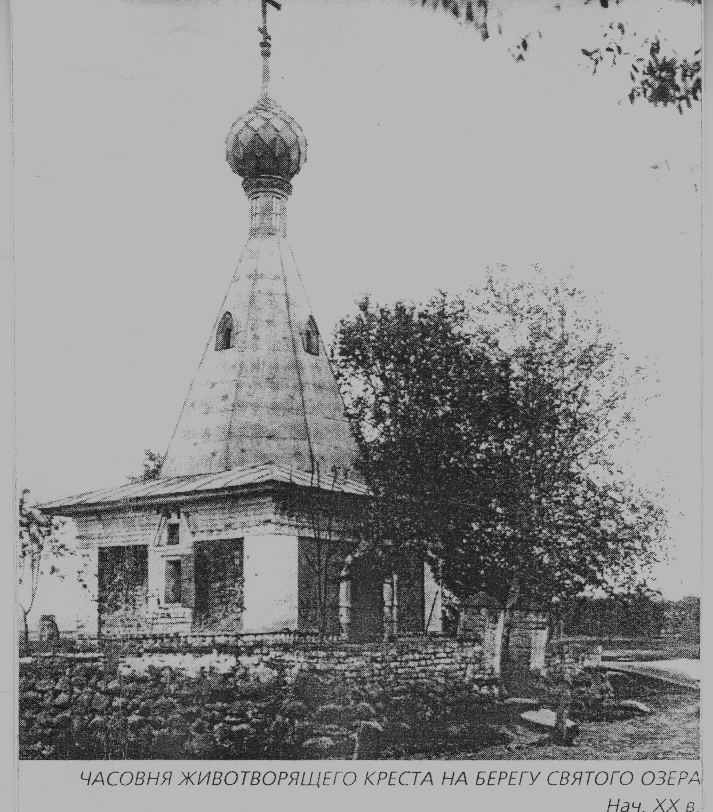 ЧАСОВНЯ ЖИВОТВОРЯЩЕГО КРЕСТА НА БЕРЕГУ СВЯТОГО ОЗЕРА
Нач. XX в.